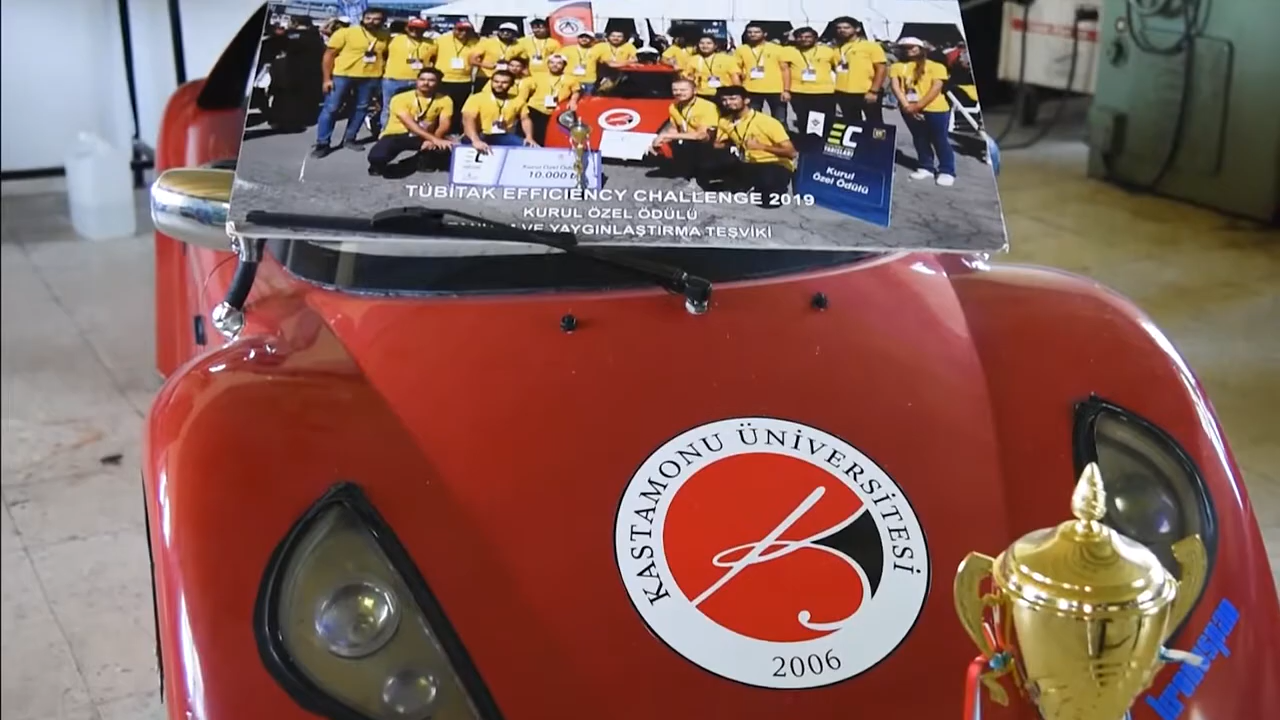 EC
Kurul
Özel Ödülü
10.000 ₺
TÜBİTAK EFFICIENCY CHALLENGE 2019
KURUL ÖZEL ÖDÜLÜ
VE YAYGINLAŞTIRMA TEŞVİKİ
KASTAMONU ÜNİVERSİTESİ
2006